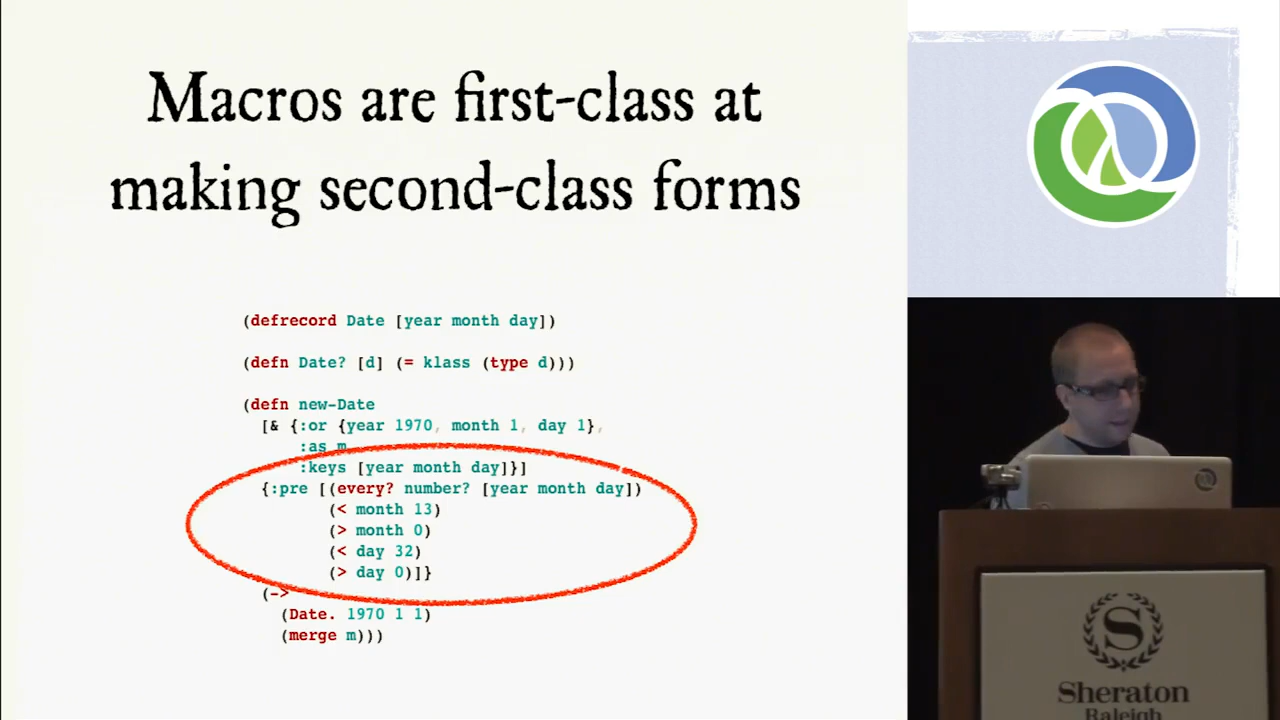 Macros are first-class at
making second-class forms
(defrecord Date [year month day])
(defn Date? [d] (= klass (type d)))
(defn new-Date
[& {:or {year 1970, month 1, day 1},
:as m
:keys [year month day]}]
{:pre [(every? number? [year month day])
(< month 13)
(> month 0)
(< day 32)
(> day 0)]}
(->
(Date. 1970 1 1)
(merge m)))
S
Sheraton
Raleigh